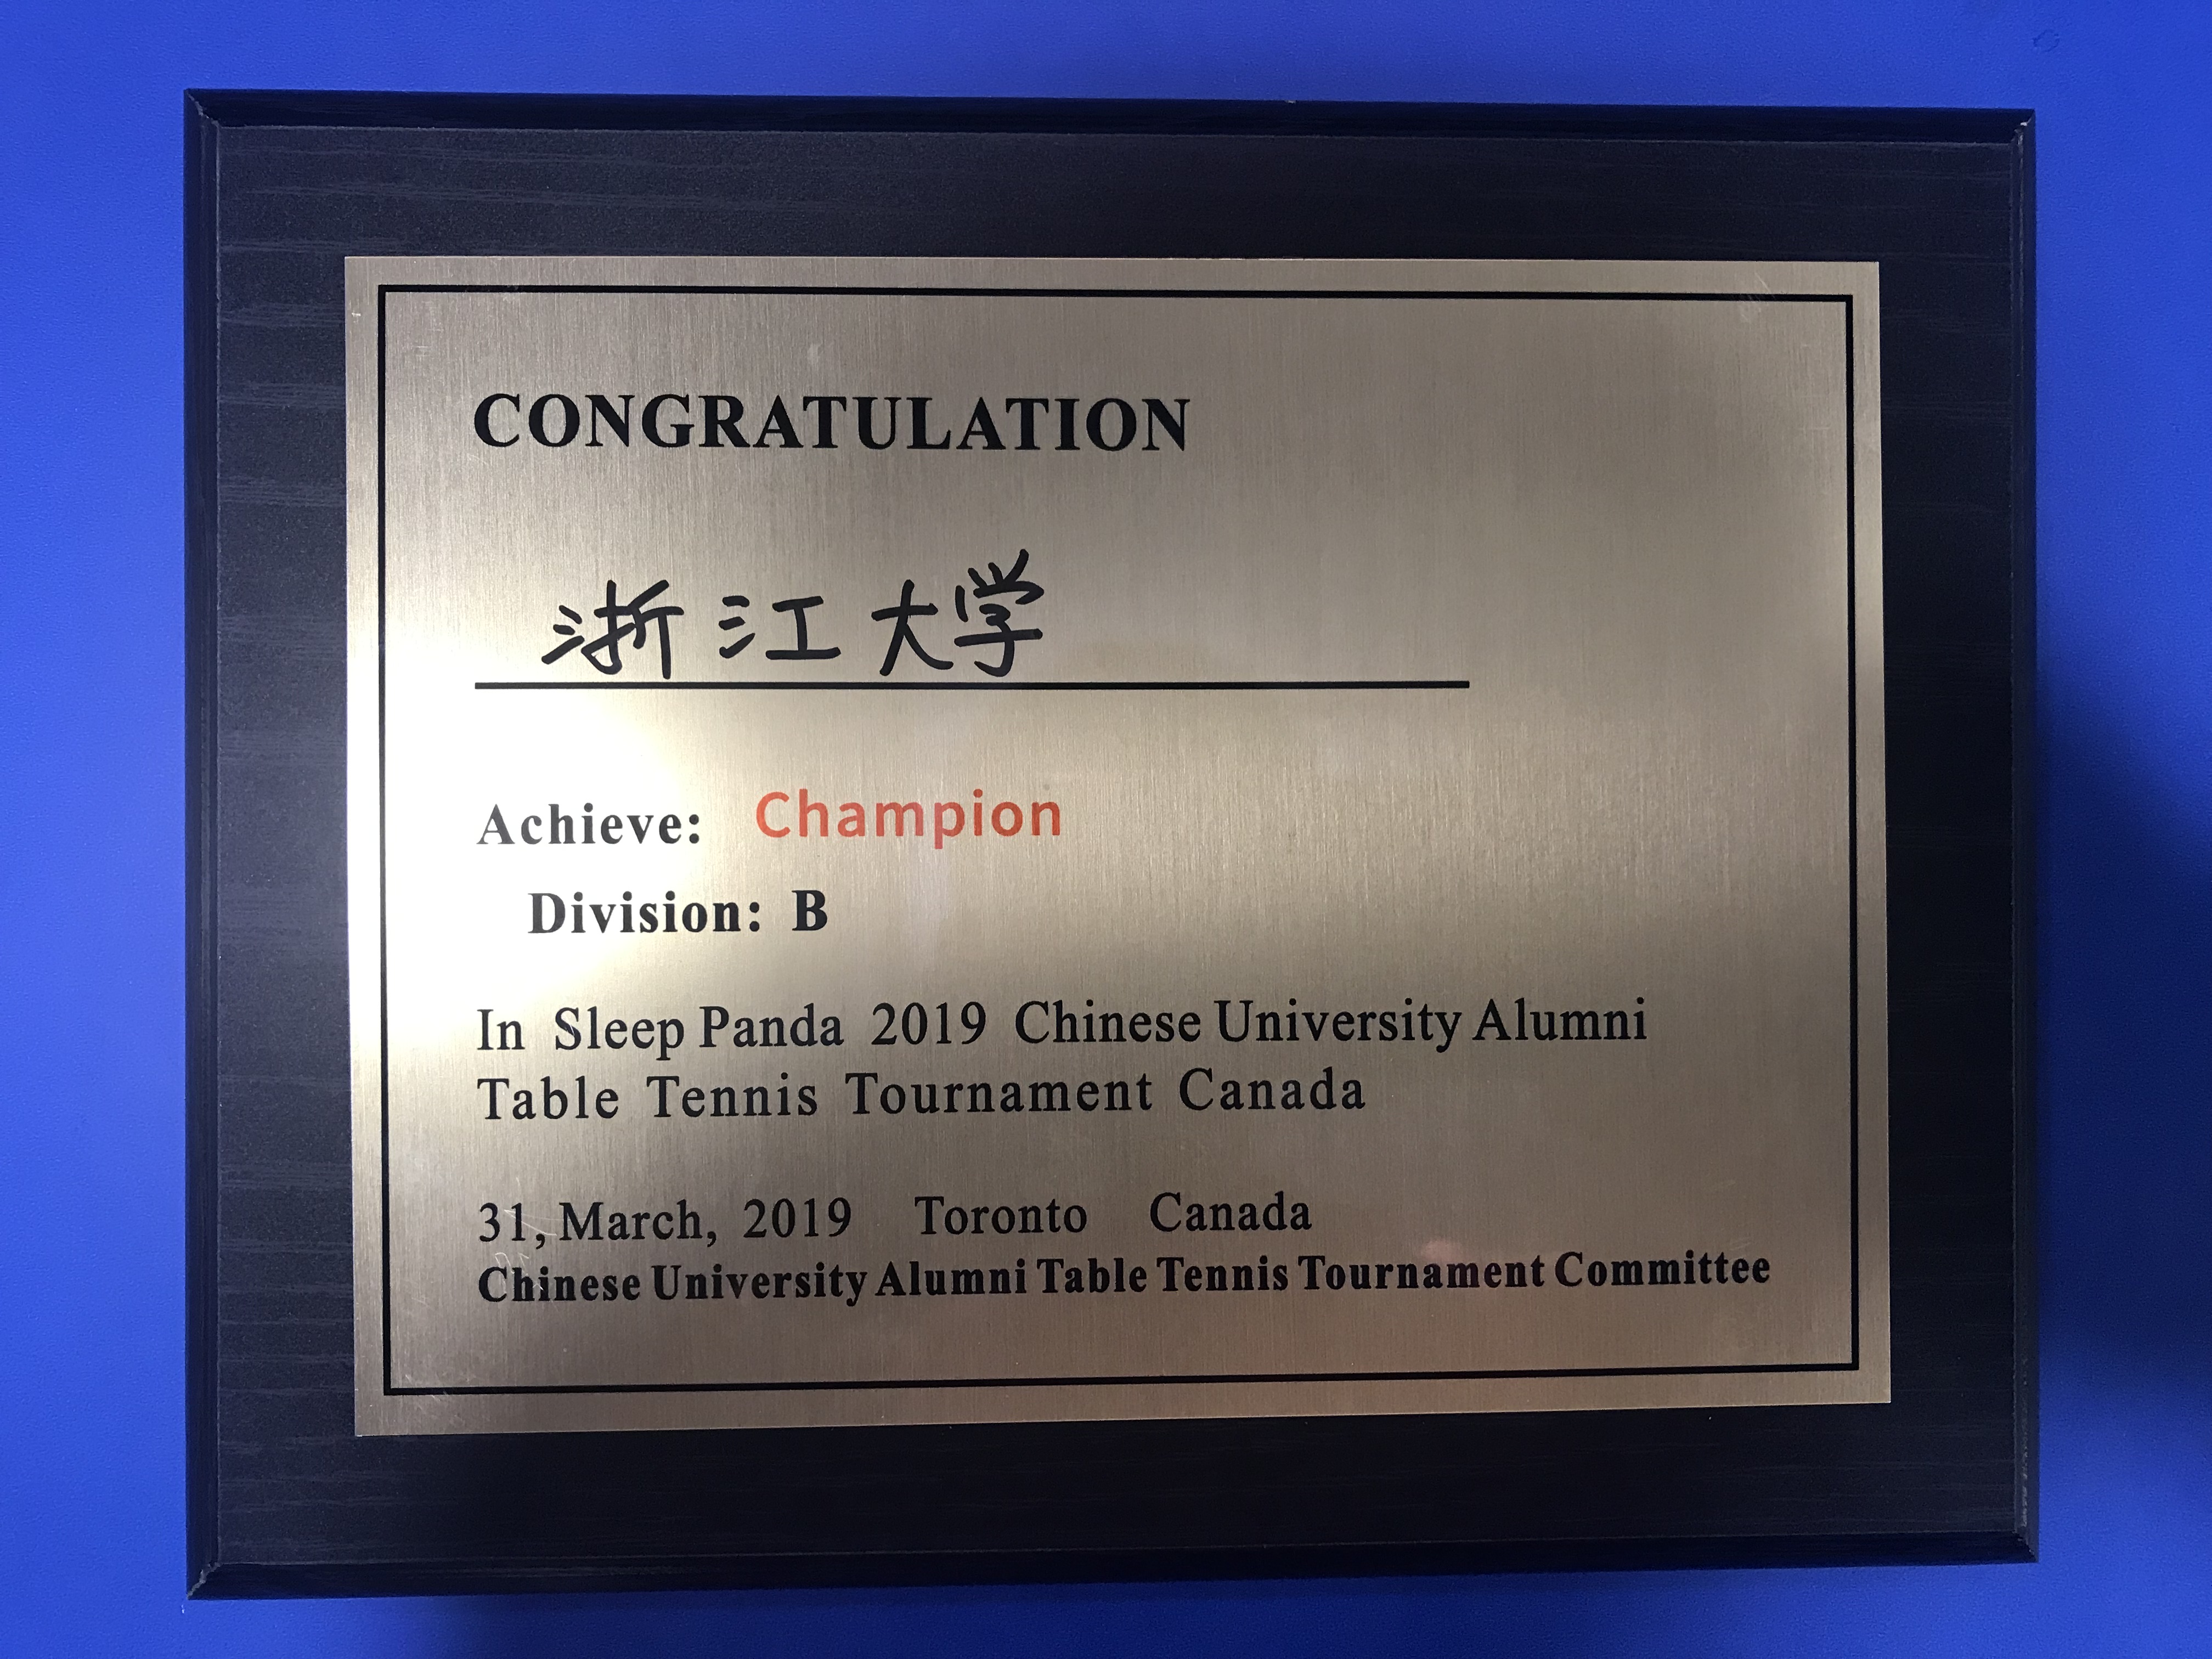 CONGRATULATION
浙江大学
Achieve: Champion
Division: B
In Sleep Panda 2019 Chinese University Alumni
Table Tennis Tournament Canada
31, March, 2019 Toronto Canada
Chinese University Alumni Table Tennis Tournament Committee